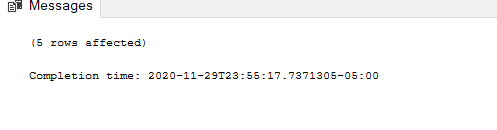 Messages
(5 rows affected)
Completion time: 2020-11-29T23:55:17.7371305-05:00